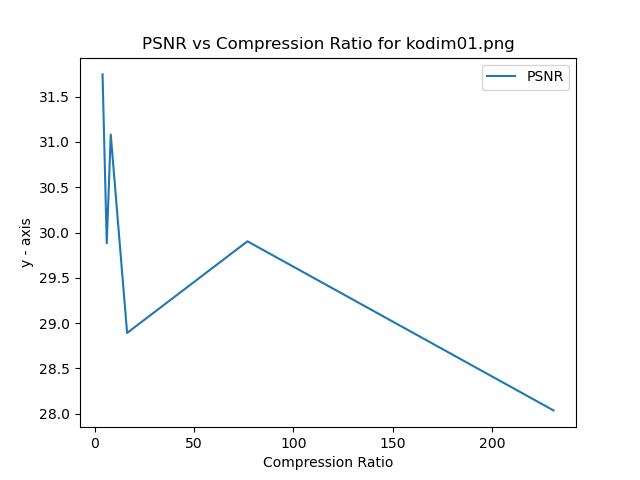 PSNR vs Compression Ratio for kodim01.png
PSNR
31.5
31.0
30.5
30.0
29.5
29.0
28.5
28.0
y - axis
0 50 100 150 200
Compression Ratio